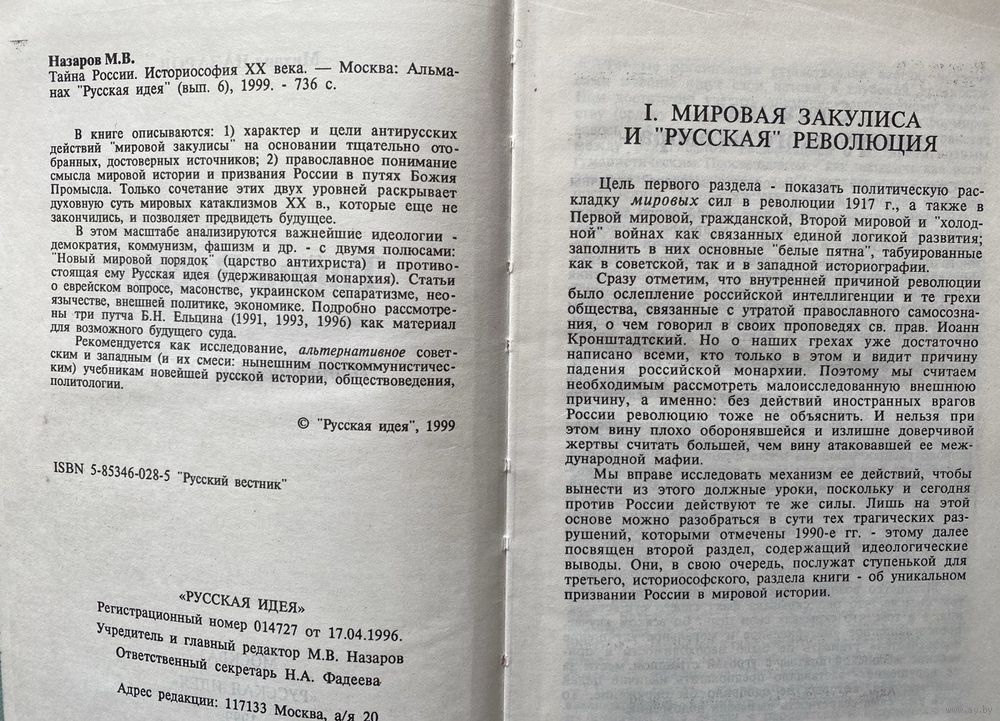 Назаров М.В.
Тайна России. Историософия XX века. — Москва: Альма-
нах "Русская идея" (вып. 6), 1999. - 736 с.
В книге описываются: 1) характер и цели антирусских
действий "мировой закулисы" на основании тщательно ото-
бранных, достоверных источников; 2) православное понимание
смысла мировой истории и призвания России в путях Божия
Промысла. Только сочетание этих двух уровней раскрывает
духовную суть мировых катаклизмов XX в., которые еще не
закончились, и позволяет предвидеть будущее.
В этом масштабе анализируются важнейшие идеологии -
демократия, коммунизм, фашизм и др. - с двумя полюсами:
"Новый мировой порядок" (царство антихриста) и противо-
стоящая ему Русская идея (удерживающая монархия). Статьи
о еврейском вопросе, масонстве, украинском сепаратизме, нео-
язычестве, внешней политике, экономике. Подробно рассмотре-
ны три путча Б.Н. Ельцина (1991, 1993, 1996) как материал
для возможного будущего суда.
Рекомендуется как исследование, альтернативное совет-
ским и западным (и их смеси: нынешним посткоммунистичес-
ким) учебникам новейшей русской истории, обществоведения,
политологии.
© "Русская идея", 1999
ISBN 5-85346-028-5 "Русский вестник"
«РУССКАЯ ИДЕЯ»
Регистрационный номер 014727 от 17.04.1996.
Учредитель и главный редактор М.В. Назаров
Ответственный секретарь Н.А. Фадеева
Адрес редакции: 117133 Москва, а/я 20
I. МИРОВАЯ ЗАКУЛИСА
И "РУССКАЯ" РЕВОЛЮЦИЯ
Цель первого раздела - показать политическую рас-
кладку мировых сил в революции 1917 г., а также в
Первой мировой, гражданской, Второй мировой и "холод-
ной" войнах как связанных единой логикой развития;
заполнить в них основные "белые пятна", табуированные
как в советской, так и в западной историографии.
Сразу отметим, что внутренней причиной революции
было ослепление российской интеллигенции и те грехи
общества, связанные с утратой православного самосозна-
ния, о чем говорил в своих проповедях св. прав. Иоанн
Кронштадтский. Но о наших грехах уже достаточно
написано всеми, кто только в этом и видит причину
падения российской монархии. Поэтому мы считаем
необходимым рассмотреть малоисследованную внешнюю
причину, а именно: без действий иностранных врагов
России революцию тоже не объяснить. И нельзя при
этом вину плохо оборонявшейся и излишне доверчивой
жертвы считать большей, чем вину атаковавшей ее меж-
дународной мафии.
Мы вправе исследовать механизм ее действий, чтобы
вынести из этого должные уроки, поскольку и сегодня
против России действуют те же силы. Лишь на этой
основе можно разобраться в сути тех трагических раз-
рушений, которыми отмечены 1990-е гг. - этому далее
посвящен второй раздел, содержащий идеологические
выводы. Они, в свою очередь, послужат ступенькой для
третьего, историософского, раздела книги - об уникальном
призвании России в мировой истории.
www.ay.by